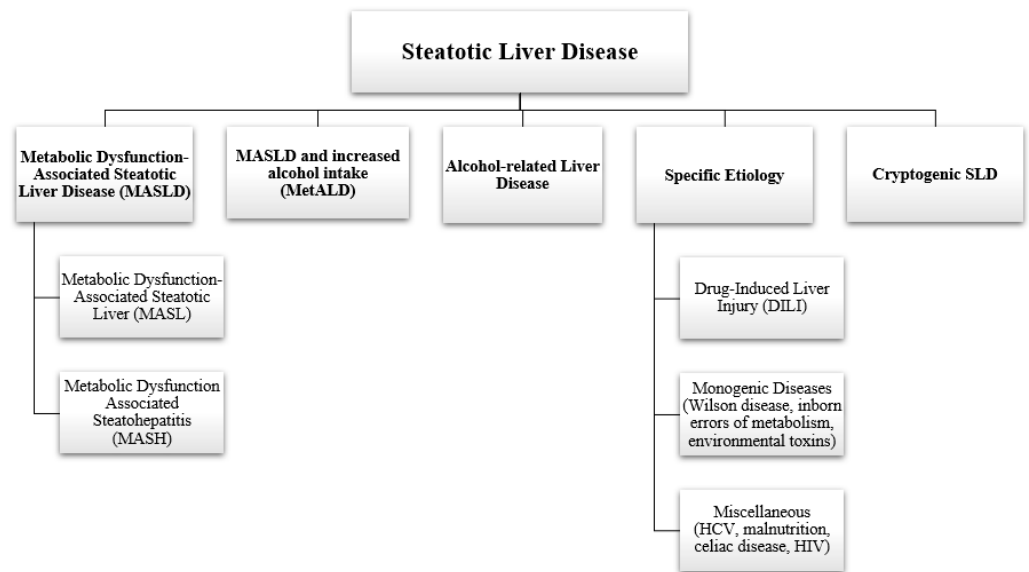 Steatotic Liver Disease
Metabolic Dysfunction-
Associated Steatotic
Liver Disease (MASLD)
MASLD and increased
alcohol intake
(MetALD)
Alcohol-related Liver
Disease
Specific Etiology
Cryptogenic SLD
Metabolic Dysfunction-
Associated Steatotic
Liver (MASL)
Metabolic Dysfunction
Associated
Steatohepatitis
(MASH)
Drug-Induced Liver
Injury (DILI)
Monogenic Diseases
(Wilson disease, inborn
errors of metabolism,
environmental toxins)
Miscellaneous
(HCV, malnutrition,
celiac disease, HIV)